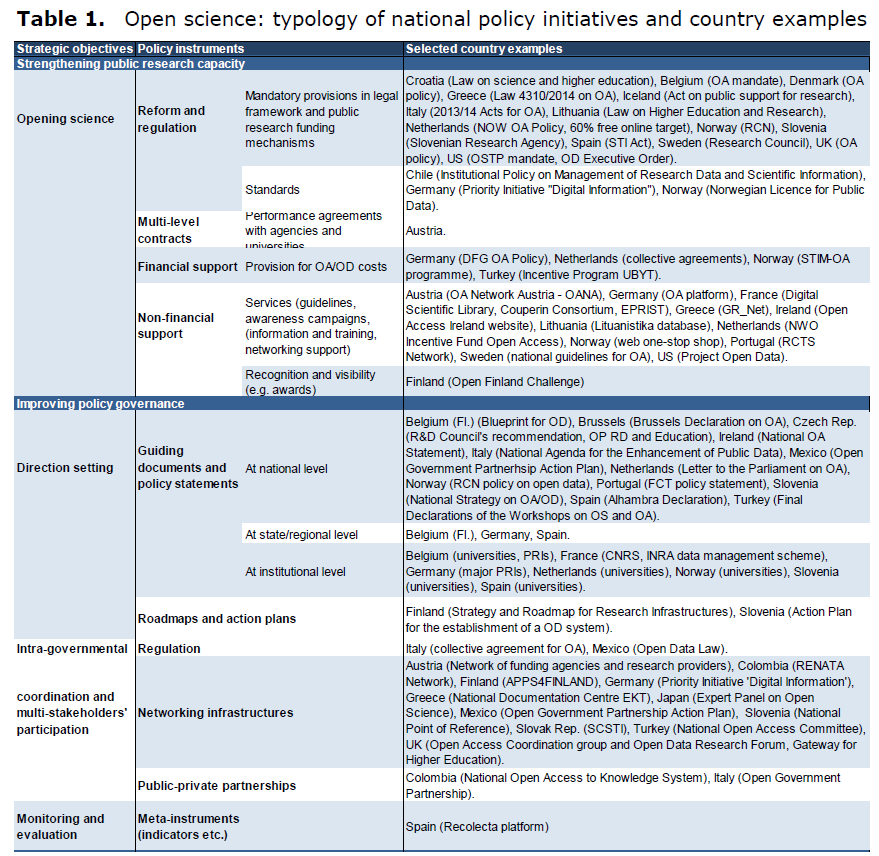 Table 1. Open science: typology of national policy initiatives and country examples
Strategic objectives Policy instruments Selected country examples
Strengthening public research capacity
Opening science
Reform and
regulation
Mandatory provisions in legal
framework and public
research funding
mechanisms
Croatia (Law on science and higher education), Belgium (OA mandate), Denmark (OA
policy), Greece (Law 4310/2014 on OA), Iceland (Act on public support for research),
Italy (2013/14 Acts for OA), Lithuania (Law on Higher Education and Research),
Netherlands (NOW OA Policy, 60% free online target), Norway (RCN), Slovenia
(Slovenian Research Agency), Spain (STI Act), Sweden (Research Council), UK (OA
policy), US (OSTP mandate, OD Executive Order).
Standards
Chile (Institutional Policy on Management of Research Data and Scientific Information),
Germany (Priority Initiative "Digital Information"), Norway (Norwegian Licence for Public
Data).
Multi-level
contracts
Performance agreements
with agencies and
universities
Austria.
Financial support
Provision for OA/OD costs
Germany (DFG OA Policy), Netherlands (collective agreements), Norway (STIM-OA
programme), Turkey (Incentive Program UBYT).
Non-financial
support
Services (guidelines,
awareness campaigns,
(information and training,
networking support)
Austria (OA Network Austria - OANA), Germany (OA platform), France (Digital
Scientific Library, Couperin Consortium, EPRIST), Greece (GR_Net), Ireland (Open
Access Ireland website), Lithuania (Lituanistika database), Netherlands (NWO
Incentive Fund Open Access), Norway (web one-stop shop), Portugal (RCTS
Network), Sweden (national guidelines for OA), US (Project Open Data).
Recognition and visibility
(e.g. awards)
Finland (Open Finland Challenge)
Improving policy governance
Direction setting
Guiding
documents and
policy statements
At national level
Belgium (Fl.) (Blueprint for OD), Brussels (Brussels Declaration on OA), Czech Rep.
(R&D Council's recommendation, OP RD and Education), Ireland (National OA
Statement), Italy (National Agenda for the Enhancement of Public Data), Mexico (Open
Government Partnerhsip Action Plan), Netherlands (Letter to the Parliament on OA),
Norway (RCN policy on open data), Portugal (FCT policy statement), Slovenia
(National Strategy on OA/OD), Spain (Alhambra Declaration), Turkey (Final
Declarations of the Workshops on OS and OA).
At state/regional level
Belgium (Fl.), Germany, Spain.
At institutional level
Belgium (universities, PRIs), France (CNRS, INRA data management scheme),
Germany (major PRIs), Netherlands (universities), Norway (universities), Slovenia
(universities), Spain (universities).
Roadmaps and action plans
Finland (Strategy and Roadmap for Research Infrastructures), Slovenia (Action Plan
for the establishment of a OD system).
Intra-governmental
coordination and
multi-stakeholders'
participation
Regulation
Italy (collective agreement for OA), Mexico (Open Data Law).
Networking infrastructures
Austria (Network of funding agencies and research providers), Colombia (RENATA
Network), Finland (APPS4FINLAND), Germany (Priority Initiative 'Digital Information'),
Greece (National Documentation Centre EKT), Japan (Expert Panel on Open
Science), Mexico (Open Government Partnership Action Plan), Slovenia (National
Point of Reference), Slovak Rep. (SCSTI), Turkey (National Open Access Committee),
UK (Open Access Coordination group and Open Data Research Forum, Gateway for
Higher Education).
Public-private partnerships
Colombia (National Open Access to Knowledge System), Italy (Open Government
Partnership).
Monitoring and
evaluation
Meta-instruments
(indicators etc.)
Spain (Recolecta platform)